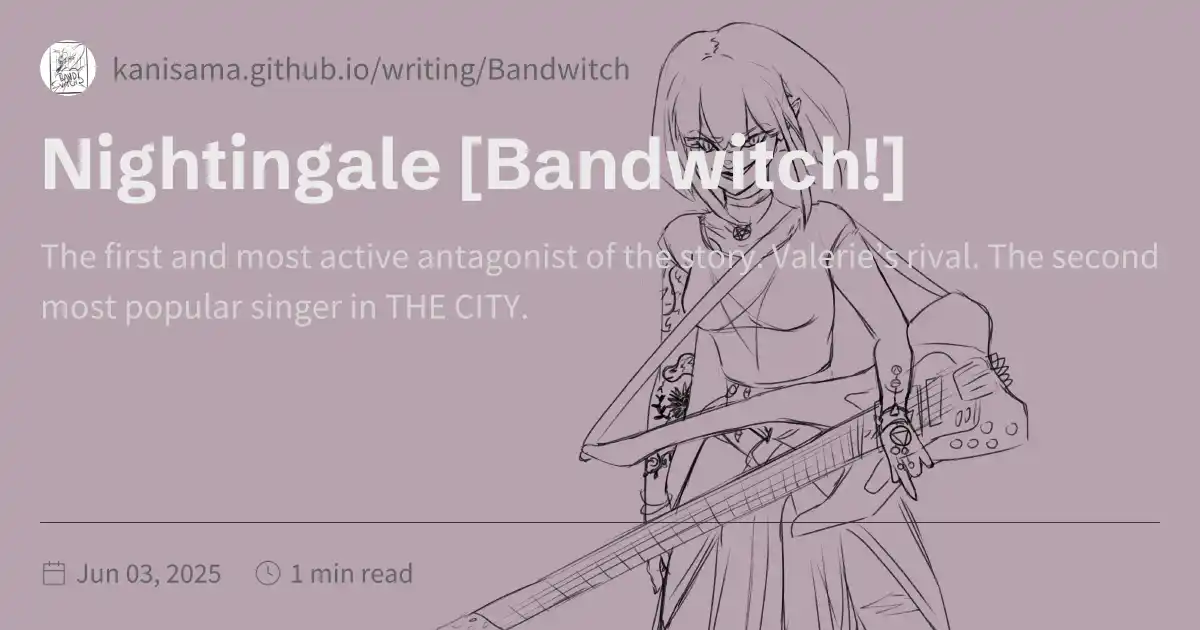 kanisama.github.io/writing/Bandwitch
Nightingale [Bandwitch!]
The first and most active antagonist of the story. Valerie's rival. The second
most popular singer in THE CITY.
Jun 03, 2025
1 min read